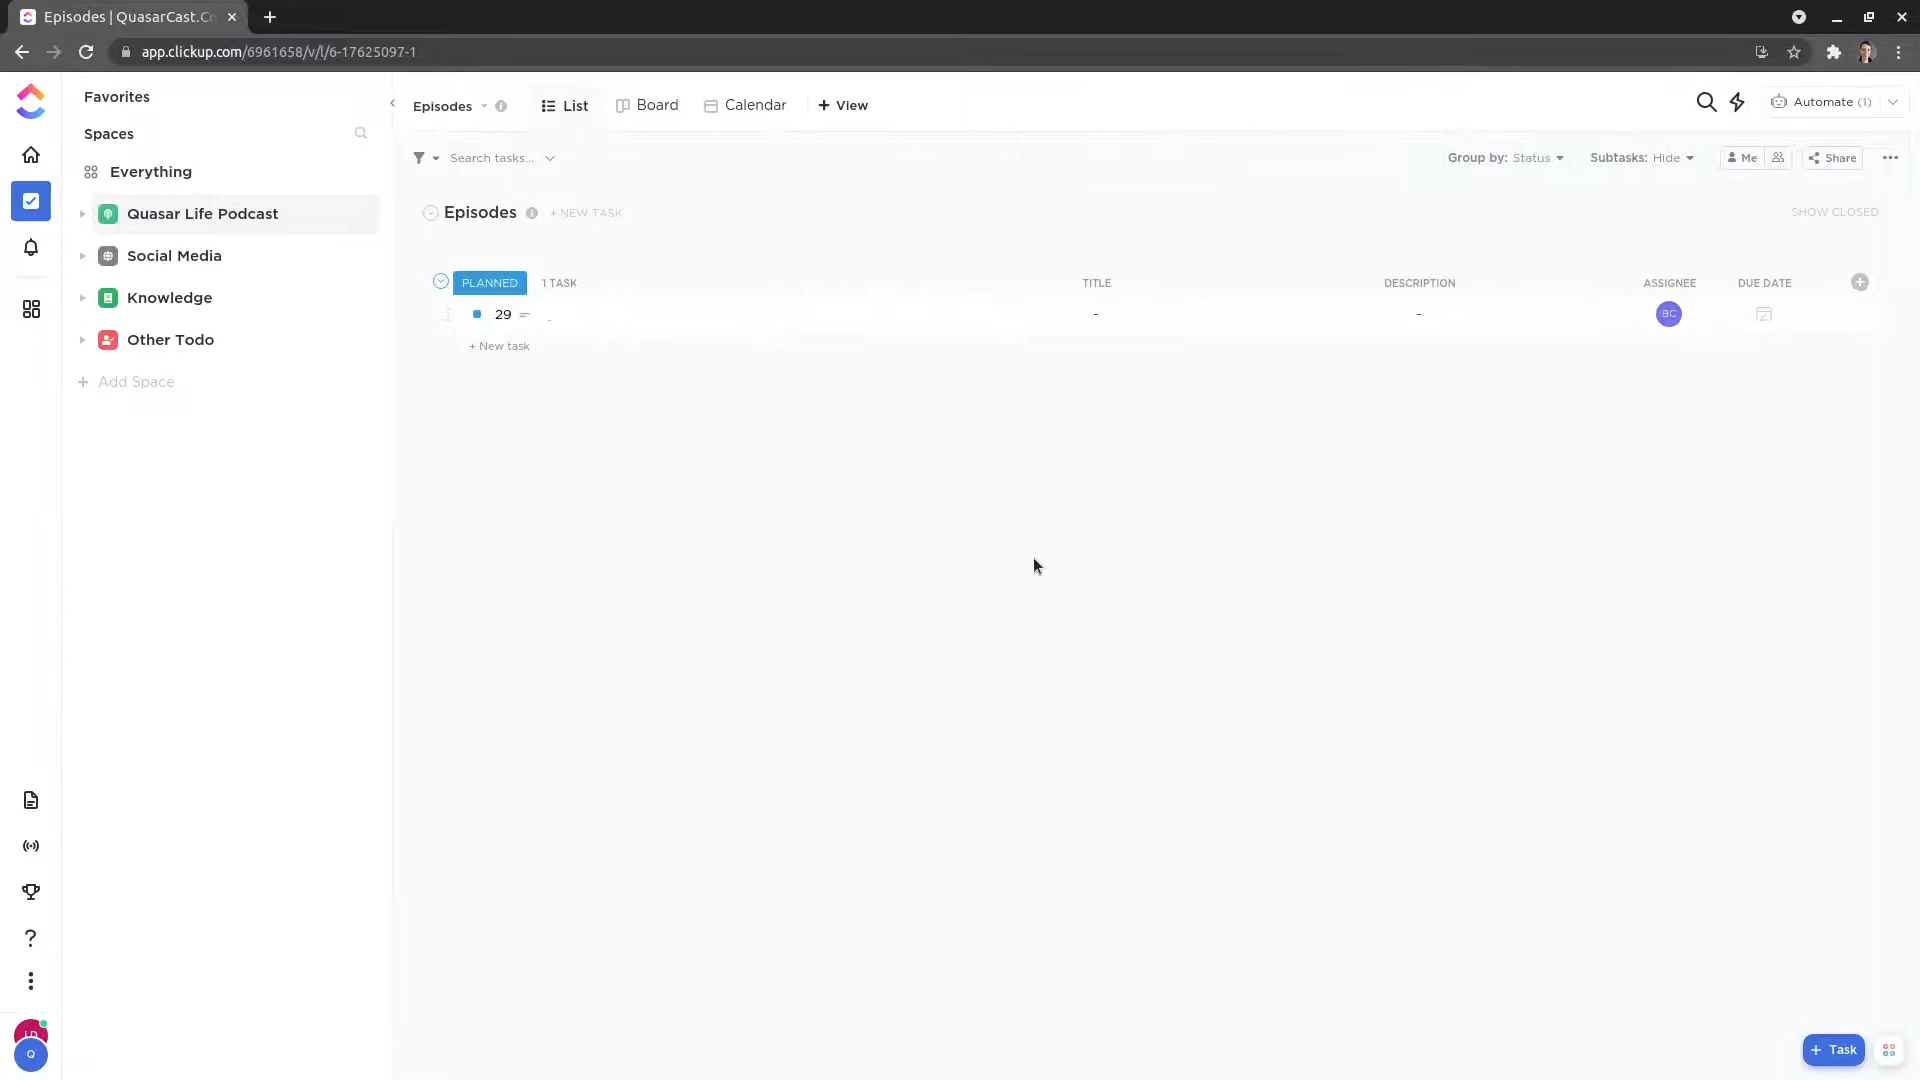 Episodes | QuasarCast.Co
app.clickup.com/6961658/v/l/6-17625097-1
Favorites
Spaces
Everything
Quasar Life Podcast
Social Media
Knowledge
Other Todo
+ Add Space
Episodes
List
Board
Calendar
+ View
Automate (1)
Search tasks...
Group by: Status
Subtasks: Hide
Me
Share
Episodes
+ NEW TASK
SHOW CLOSED
PLANNED
1 TASK
TITLE
DESCRIPTION
ASSIGNEE
DUE DATE
29
-
-
BC
+ New task
Q
+ Task